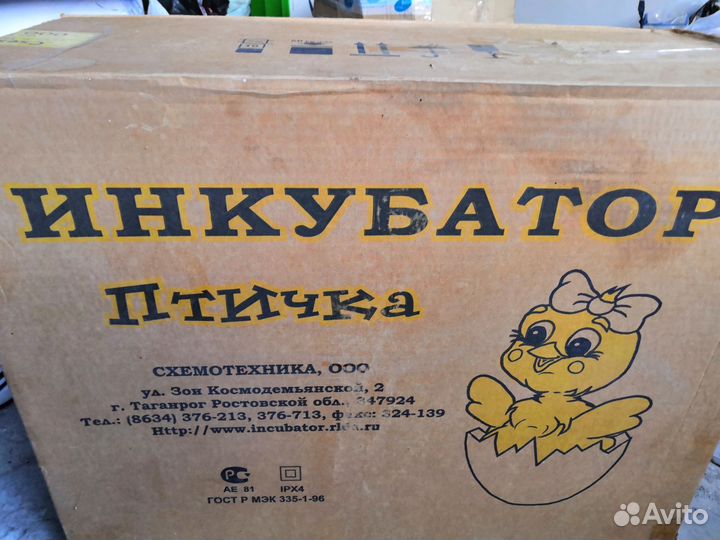 ИНКУБАТОР
Птичка
СХЕМОТЕХНИКА, ООО
ул. Зои Космодемьянской, 2
г. Таганрог Ростовской обл., 347924
Тел.: (8634) 376-213, 376-713, факс: 324-139
Http://www.incubator.ru
АЕ 81
IPX4
ГОСТ Р МЭК 335-1-96
Avito